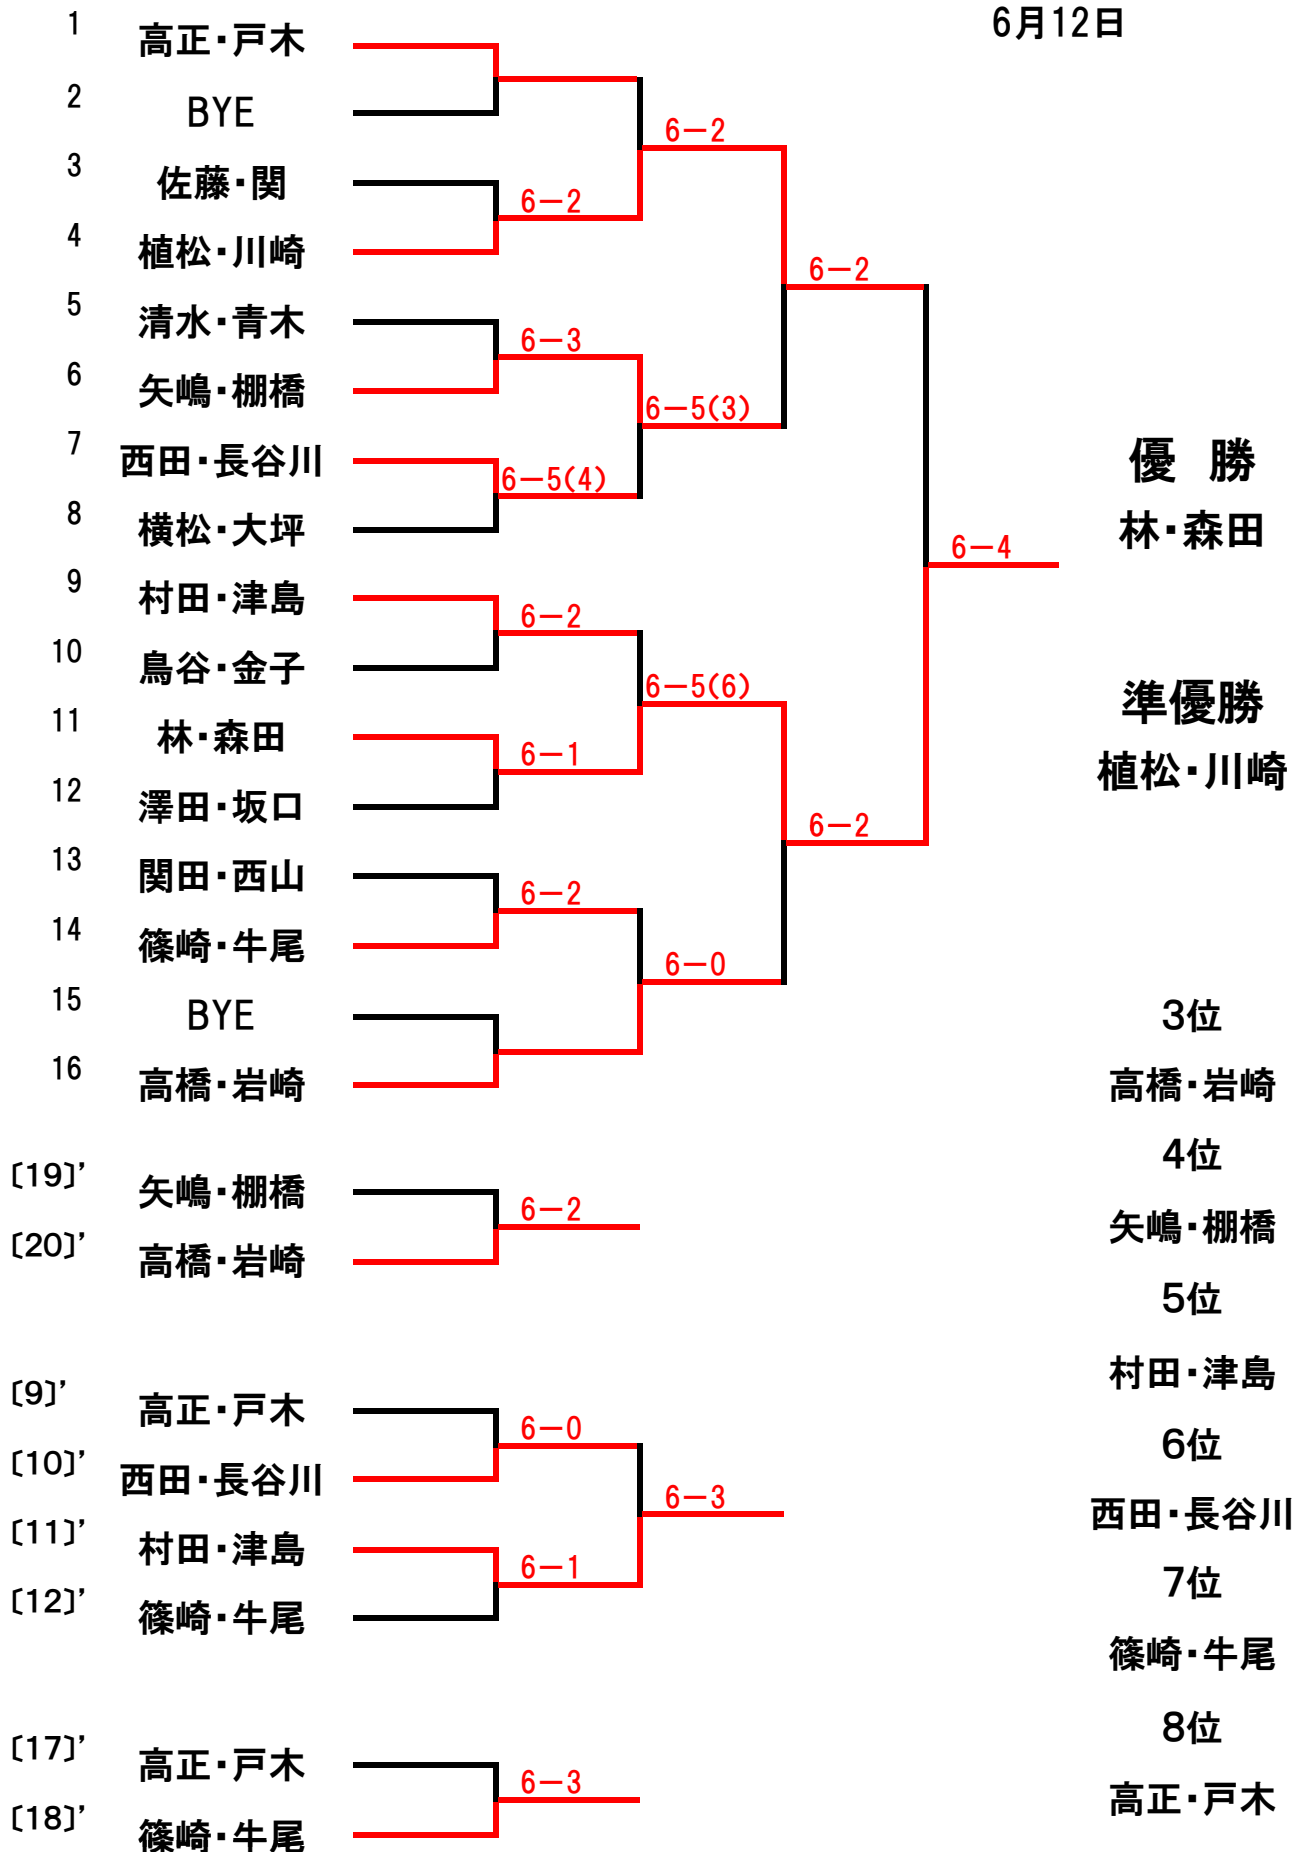 6月12日
1 高正・戸木
2 BYE
6－2
3 佐藤・関
6－2
4 植松・川崎
6－2
5 清水・青木
6－3
6 矢嶋・棚橋
6－5(3)
7 西田・長谷川
6－5(4)
8 横松・大坪
優 勝
林・森田
6－4
9 村田・津島
6－2
10 鳥谷・金子
6－5(6)
11 林・森田
6－1
12 澤田・坂口
準優勝
植松・川崎
6－2
13 関田・西山
6－2
14 篠崎・牛尾
6－0
15 BYE
16 高橋・岩崎
3位
高橋・岩崎
4位
矢嶋・棚橋
5位
村田・津島
6位
西田・長谷川
7位
篠崎・牛尾
8位
高正・戸木
〔19〕’ 矢嶋・棚橋
6－2
〔20〕’ 高橋・岩崎
〔9〕’ 高正・戸木
6－0
〔10〕’ 西田・長谷川
6－3
〔11〕’ 村田・津島
6－1
〔12〕’ 篠崎・牛尾
〔17〕’ 高正・戸木
6－3
〔18〕’ 篠崎・牛尾